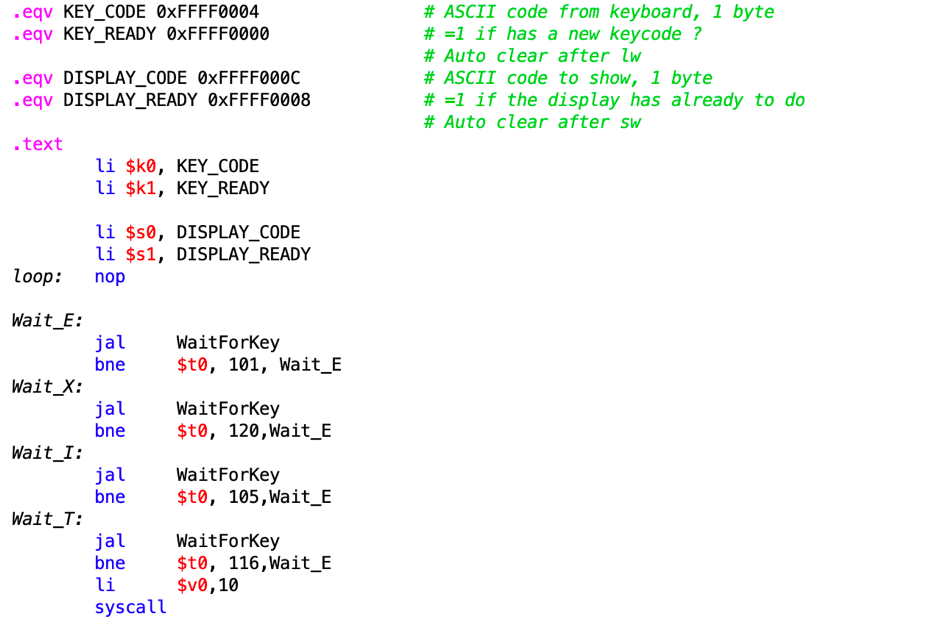 .eqv KEY_CODE 0xFFFF0004 # ASCII code from keyboard, 1 byte
.eqv KEY_READY 0xFFFF0000 # =1 if has a new keycode ?
# Auto clear after lw
.eqv DISPLAY_CODE 0xFFFF000C # ASCII code to show, 1 byte
.eqv DISPLAY_READY 0xFFFF0008 # =1 if the display has already to do
# Auto clear after sw
.text
li $k0, KEY_CODE
li $k1, KEY_READY
li $s0, DISPLAY_CODE
li $s1, DISPLAY_READY
loop: nop
Wait_E:
jal WaitForKey
bne $t0, 101, Wait_E
Wait_X:
jal WaitForKey
bne $t0, 120,Wait_E
Wait_I:
jal WaitForKey
bne $t0, 105,Wait_E
Wait_T:
jal WaitForKey
bne $t0, 116,Wait_E
li $v0,10
syscall